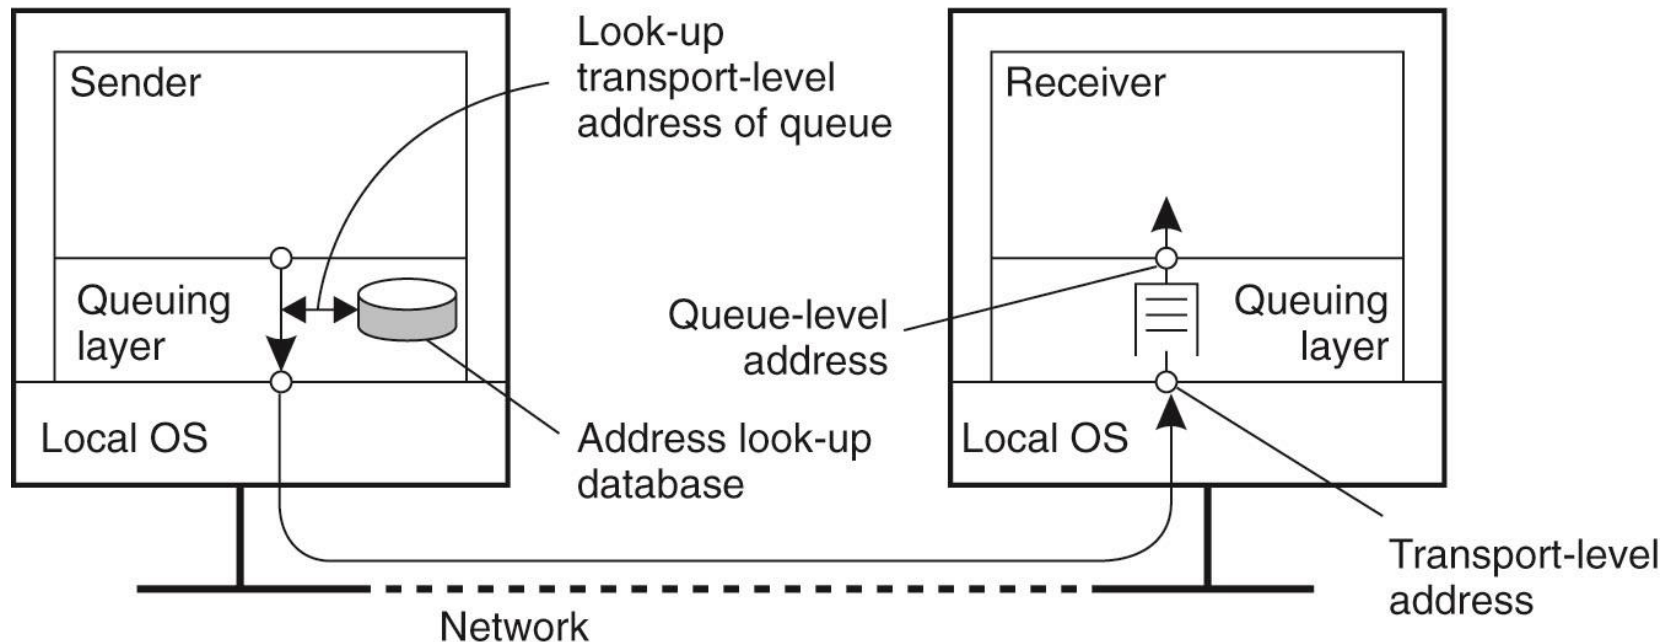 Sender
Look-up
transport-level
address of queue
Receiver
Queuing
layer
Queue-level
address
Queuing
layer
Local OS
Address look-up
database
Local OS
Transport-level
address
Network